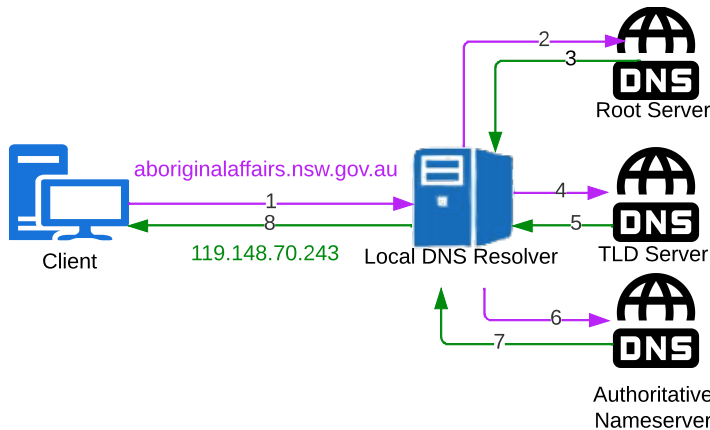 2
3
DNS
Root Server
aboriginalaffairs.nsw.gov.au
1
8
119.148.70.243
Client
Local DNS Resolver
4
5
DNS
TLD Server
6
7
DNS
Authoritative
Nameserver